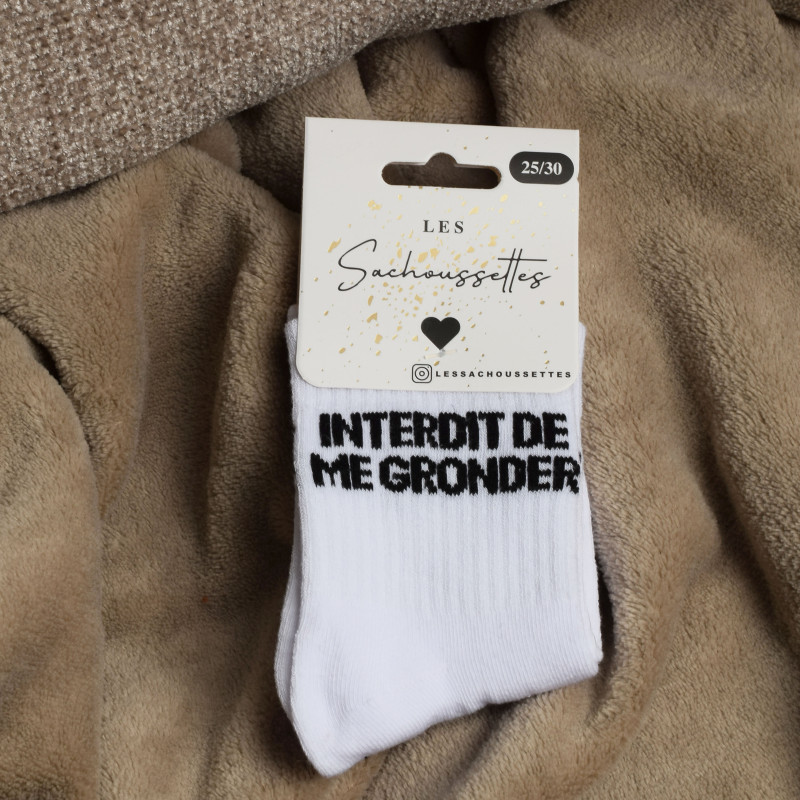 25/30
LES
Sachoussettes
LESSACHOUSSETTES
INTERDIT DE
ME GRONDER